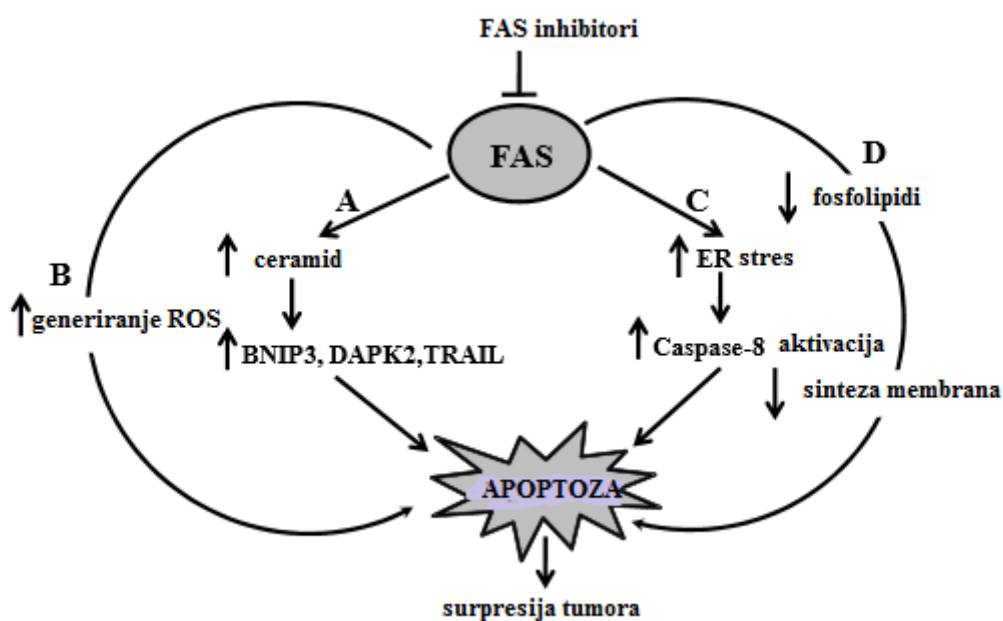 FAS inhibitori
FAS
A
B
C
D
fosfolipidi
ceramid
ER stres
generiranje ROS
BNIP3, DAPK2,TRAIL
Caspase-8 aktivacija
sinteza membrana
APOPTOZA
surpresija tumora